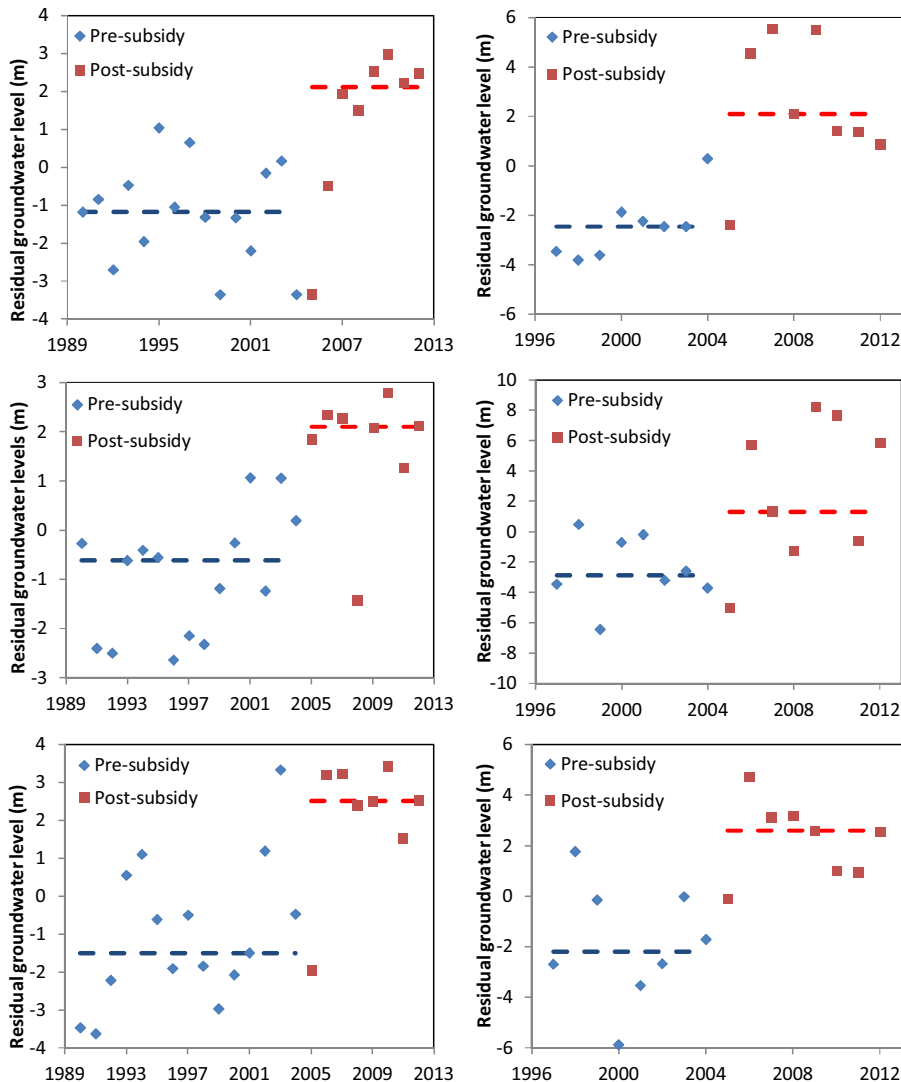 Residual groundwater level (m)
4
3
2
1
0
-1
-2
-3
-4
Pre-subsidy
Post-subsidy
1989 1995 2001 2007 2013
Residual groundwater level (m)
6
4
2
0
-2
-4
-6
Pre-subsidy
Post-subsidy
1996 2000 2004 2008 2012
Residual groundwater levels (m)
3
2
1
0
-1
-2
-3
Pre-subsidy
Post-subsidy
1989 1993 1997 2001 2005 2009 2013
Residual groundwater level (m)
10
8
6
4
2
0
-2
-4
-6
-8
-10
Pre-subsidy
Post-subsidy
1996 2000 2004 2008 2012
Residual groundwater level (m)
4
3
2
1
0
-1
-2
-3
-4
Pre-subsidy
Post-subsidy
1989 1993 1997 2001 2005 2009 2013
Residual groundwater level (m)
6
4
2
0
-2
-4
-6
Pre-subsidy
Post-subsidy
1996 2000 2004 2008 2012